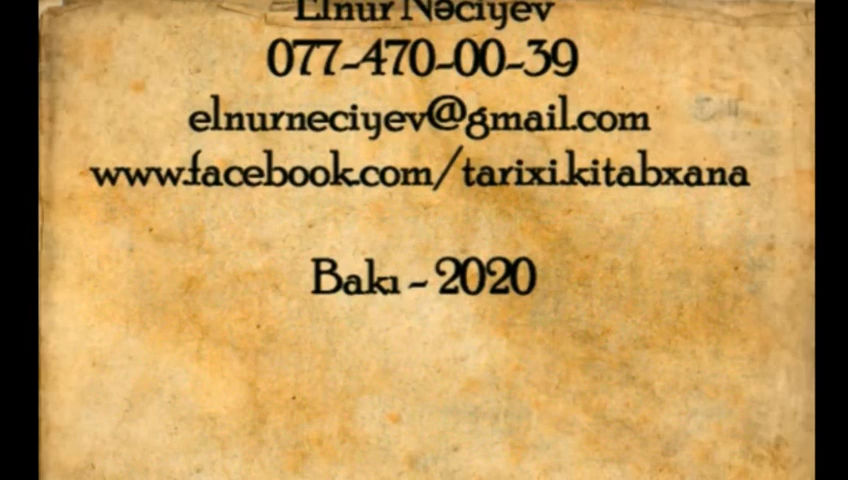 Elnur Nəciyev
077-470-00-39
elnurneciyev@gmail.com
www.facebook.com/tarixi.kitabxana
Bakı - 2020